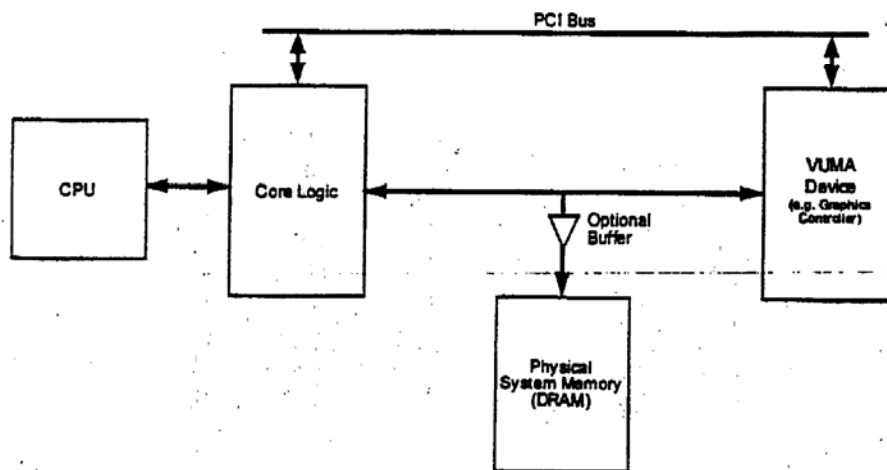 PCI Bus
CPU
Core Logic
VUMA
Device
(e.g. Graphics
Controller)
Optional
Buffer
Physical
System Memory
(DRAM)